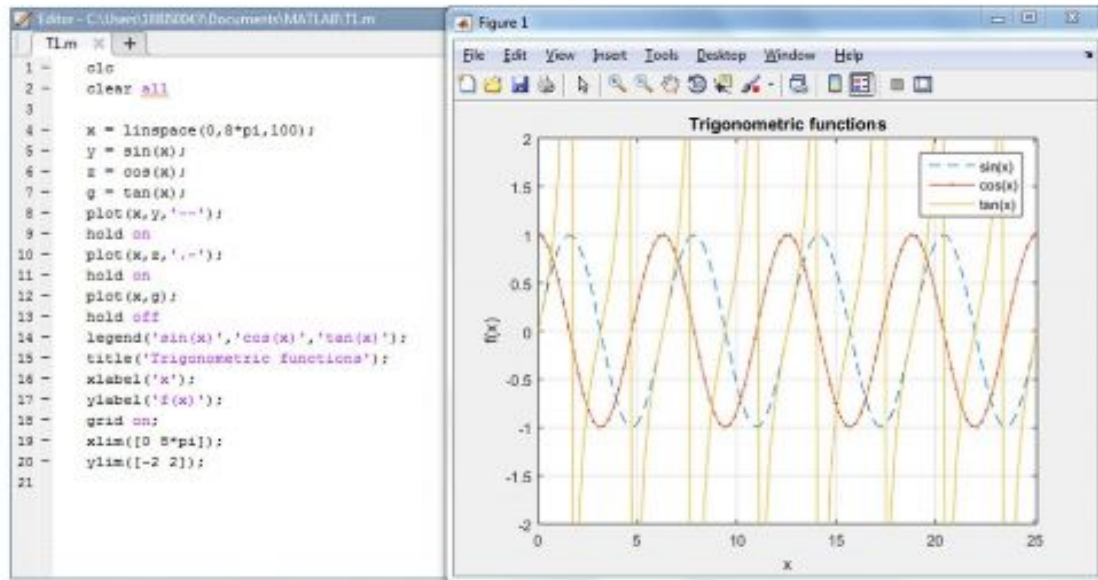 Editor - C:\Users\18BIS0043\Documents\MATLAB\T1.m
T1.m
1 - clc
2 - clear all
3
4 - x = linspace(0,8*pi,100);
5 - y = sin(x);
6 - z = cos(x);
7 - g = tan(x);
8 - plot(x,y,'--');
9 - hold on
10 - plot(x,z,'.-');
11 - hold on
12 - plot(x,g);
13 - hold off
14 - legend('sin(x)','cos(x)','tan(x)');
15 - title('Trigonometric functions');
16 - xlabel('x');
17 - ylabel('f(x)');
18 - grid on;
19 - xlim([0 8*pi]);
20 - ylim([-2 2]);
21
Figure 1
File Edit View Insert Tools Desktop Window Help
Trigonometric functions
sin(x)
cos(x)
tan(x)
2
1.5
1
0.5
0
-0.5
-1
-1.5
-2
f(x)
0 5 10 15 20 25
x